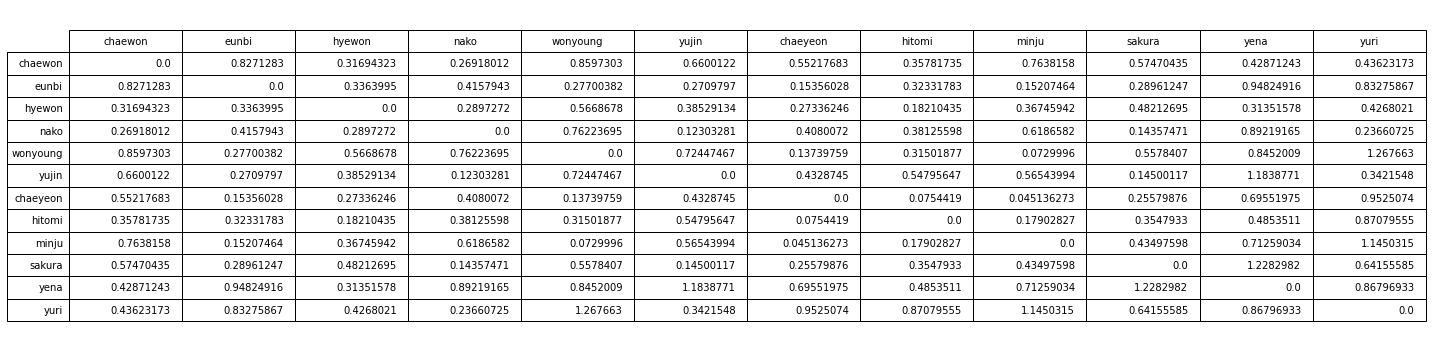 chaewon eunbi hyewon nako wonyoung yujin chaeyeon hitomi minju sakura yena yuri
chaewon 0.0 0.8271283 0.31694323 0.26918012 0.8597303 0.6600122 0.55217683 0.35781735 0.7638158 0.57470435 0.42871243 0.43623173
eunbi 0.8271283 0.0 0.3363995 0.4157943 0.27700382 0.2709797 0.15356028 0.32331783 0.15207464 0.28961247 0.94824916 0.83275867
hyewon 0.31694323 0.3363995 0.0 0.2897272 0.5668678 0.38529134 0.27336246 0.18210435 0.36745942 0.48212695 0.31351578 0.4268021
nako 0.26918012 0.4157943 0.2897272 0.0 0.76223695 0.12303281 0.4080072 0.38125598 0.6186582 0.14357471 0.89219165 0.23660725
wonyoung 0.8597303 0.27700382 0.5668678 0.76223695 0.0 0.72447467 0.13739759 0.31501877 0.0729996 0.5578407 0.8452009 1.267663
yujin 0.6600122 0.2709797 0.38529134 0.12303281 0.72447467 0.0 0.4328745 0.54795647 0.56543994 0.14500117 1.1838771 0.3421548
chaeyeon 0.55217683 0.15356028 0.27336246 0.4080072 0.13739759 0.4328745 0.0 0.0754419 0.045136273 0.25579876 0.69551975 0.9525074
hitomi 0.35781735 0.32331783 0.18210435 0.38125598 0.31501877 0.54795647 0.0754419 0.0 0.17902827 0.3547933 0.4853511 0.87079555
minju 0.7638158 0.15207464 0.36745942 0.6186582 0.0729996 0.56543994 0.045136273 0.17902827 0.0 0.43497598 0.71259034 1.1450315
sakura 0.57470435 0.28961247 0.48212695 0.14357471 0.5578407 0.14500117 0.25579876 0.3547933 0.43497598 0.0 1.2282982 0.64155585
yena 0.42871243 0.94824916 0.31351578 0.89219165 0.8452009 1.1838771 0.69551975 0.4853511 0.71259034 1.2282982 0.0 0.86796933
yuri 0.43623173 0.83275867 0.4268021 0.23660725 1.267663 0.3421548 0.9525074 0.87079555 1.1450315 0.64155585 0.86796933 0.0